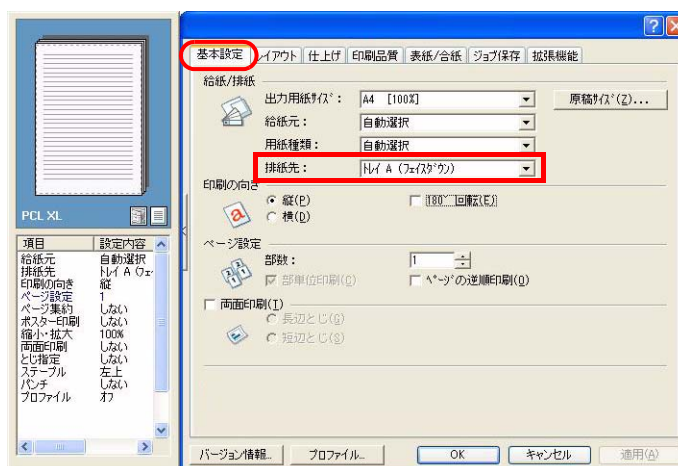 基本設定 レイアウト 仕上げ 印刷品質 表紙/合紙 ジョブ保存 拡張機能
給紙/排紙
出力用紙ｻｲｽﾞ： A4 [100%] 原稿ｻｲｽﾞ(Z)...
給紙元： 自動選択
用紙種類： 自動選択
排紙先： ﾄﾚｲ A (ﾌｪｲｽﾀﾞｳﾝ)
印刷の向き
縦(P) 180ﾟ 回転(E)
横(D)
ページ設定
部数： 1
部単位印刷(O) ﾍﾟｰｼﾞの逆順印刷(O)
両面印刷(I)
長辺とじ(G)
短辺とじ(S)
PCL XL
項目 設定内容
給紙元 自動選択
排紙先 ﾄﾚｲ A (ﾌｪ
印刷の向き 縦
ページ設定 1
ページ集約 しない
ポスター印刷 しない
縮小・拡大 100%
両面印刷 しない
とじ指定 しない
ステープル 左上
パンチ しない
プロファイル ｵﾌ
バージョン情報... プロファイル... OK キャンセル 適用(A)